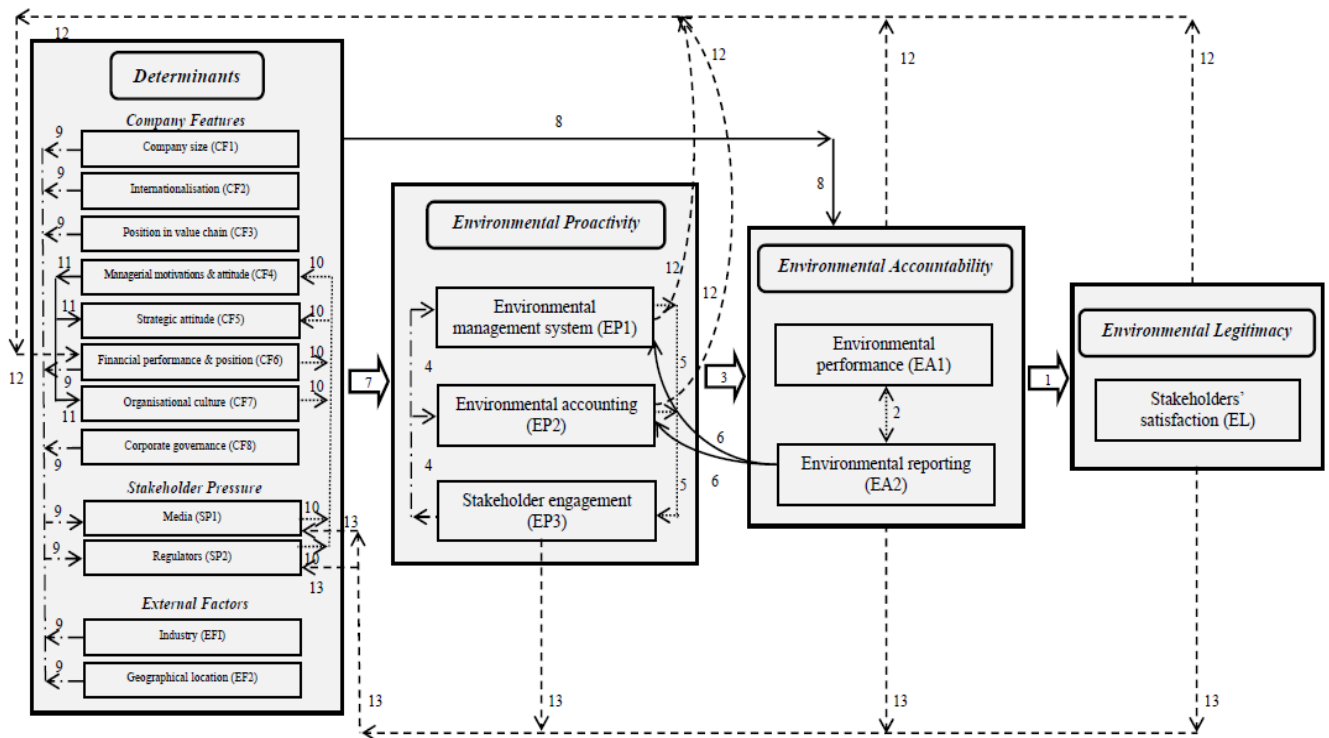 12
12
12
12
Determinants
Company Features
9
Company size (CF1)
8
9
Internationalisation (CF2)
8
9
Position in value chain (CF3)
Environmental Proactivity
11
Managerial motivations & attitude (CF4)
10
12
Environmental Accountability
11
Strategic attitude (CF5)
10
Environmental
management system (EP1)
12
Environmental Legitimacy
12
Financial performance & position (CF6)
10
9
4
5
Environmental
performance (EA1)
7
3
1
11
Organisational culture (CF7)
10
Environmental accounting
(EP2)
2
Stakeholders'
satisfaction (EL)
Corporate governance (CF8)
9
4
6
6
Environmental reporting
(EA2)
Stakeholder Pressure
5
9
Media (SP1)
10
13
Stakeholder engagement
(EP3)
9
Regulators (SP2)
10
13
External Factors
9
Industry (EFI)
9
Geographical location (EF2)
13
13
13
13